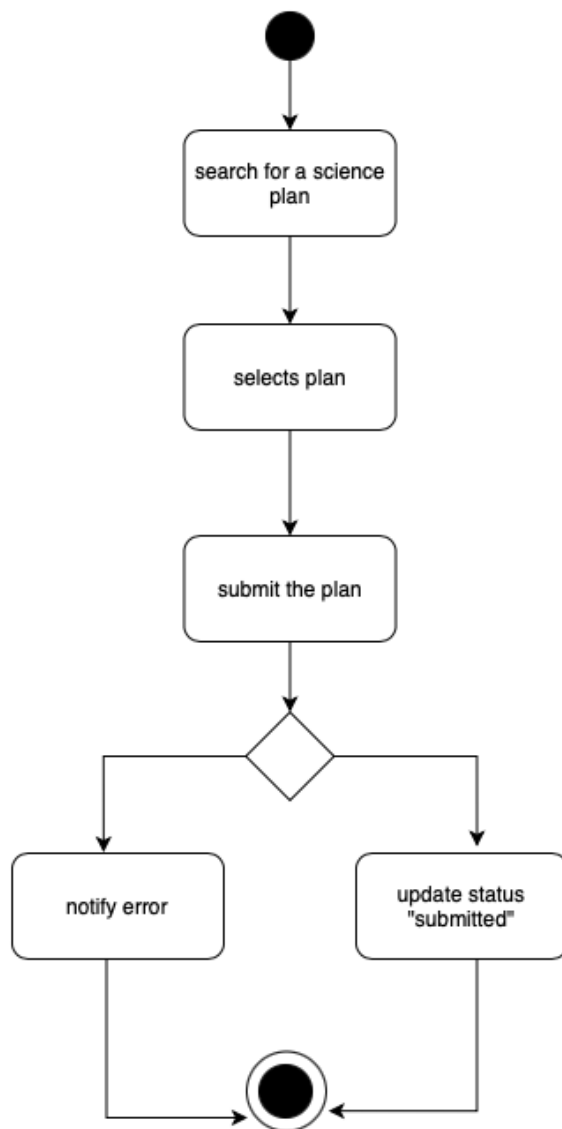 search for a science
plan
selects plan
submit the plan
notify error
update status
"submitted"